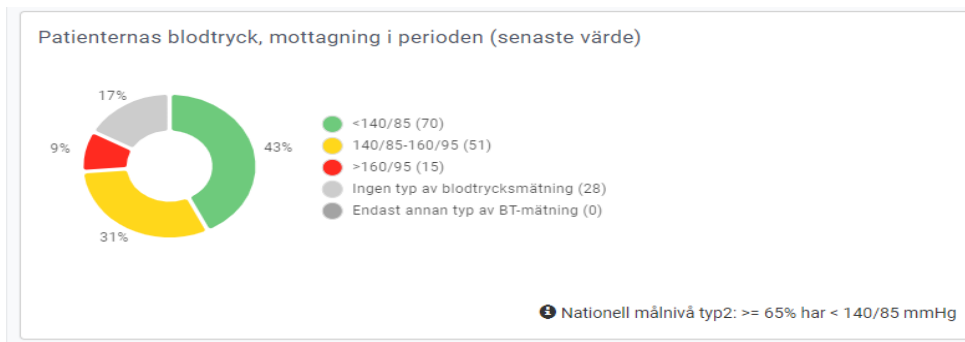 Patienternas blodtryck, mottagning i perioden (senaste värde)
17%
9%
43%
31%
<140/85 (70)
140/85-160/95 (51)
>160/95 (15)
Ingen typ av blodtrycksmätning (28)
Endast annan typ av BT-mätning (0)
Nationell målnivå typ2: >= 65% har < 140/85 mmHg